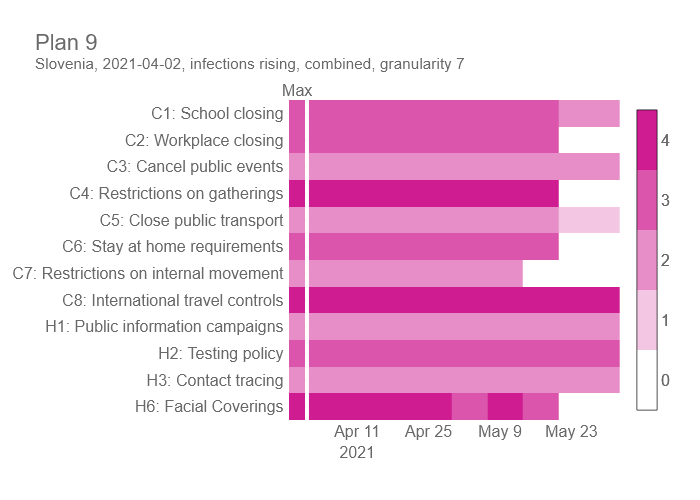 Plan 9
Slovenia, 2021-04-02, infections rising, combined, granularity 7
Max
C1: School closing
C2: Workplace closing
C3: Cancel public events
C4: Restrictions on gatherings
C5: Close public transport
C6: Stay at home requirements
C7: Restrictions on internal movement
C8: International travel controls
H1: Public information campaigns
H2: Testing policy
H3: Contact tracing
H6: Facial Coverings
Apr 11 Apr 25 May 9 May 23
2021
4
3
2
1
0